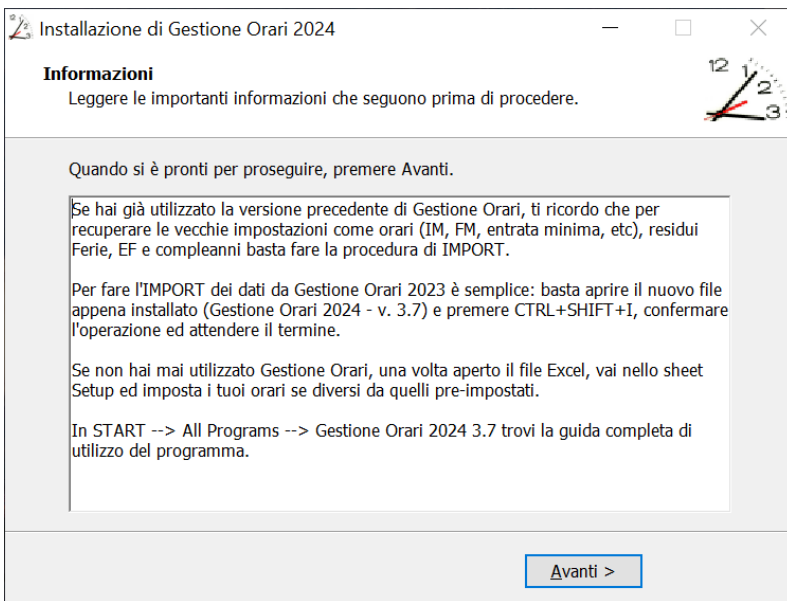 Installazione di Gestione Orari 2024
Informazioni
Leggere le importanti informazioni che seguono prima di procedere.
12
1
2
3
Quando si è pronti per proseguire, premere Avanti.
Se hai già utilizzato la versione precedente di Gestione Orari, ti ricordo che per
recuperare le vecchie impostazioni come orari (IM, FM, entrata minima, etc), residui
Ferie, EF e compleanni basta fare la procedura di IMPORT.
Per fare l'IMPORT dei dati da Gestione Orari 2023 è semplice: basta aprire il nuovo file
appena installato (Gestione Orari 2024 - v. 3.7) e premere CTRL+SHIFT+I, confermare
l'operazione ed attendere il termine.
Se non hai mai utilizzato Gestione Orari, una volta aperto il file Excel, vai nello sheet
Setup ed imposta i tuoi orari se diversi da quelli pre-impostati.
In START --> All Programs --> Gestione Orari 2024 3.7 trovi la guida completa di
utilizzo del programma.
Avanti >